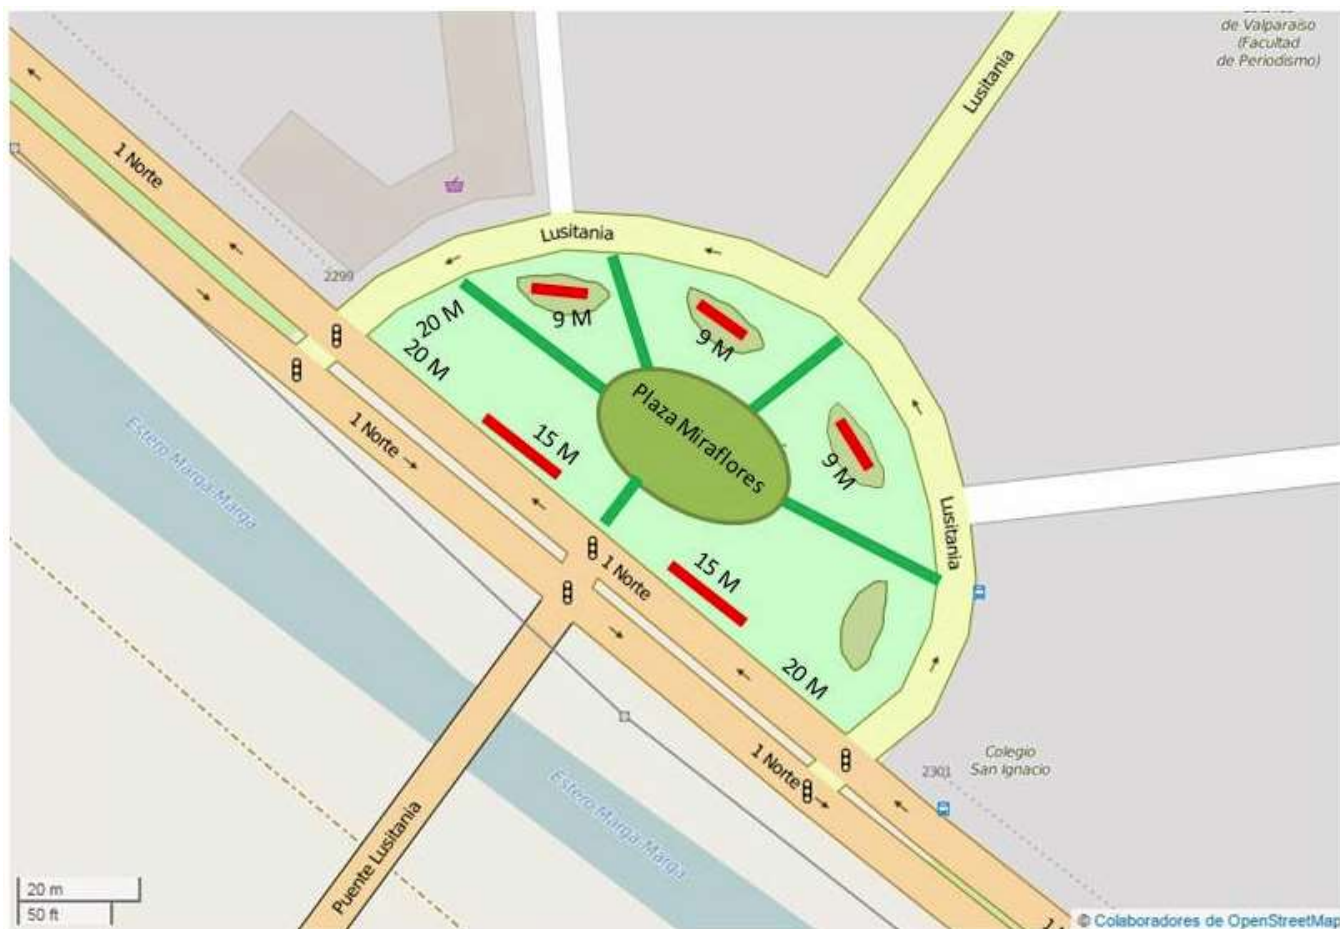 de Valparaíso
(Facultad
de Periodismo)
Lusitania
1 Norte
Lusitania
2299
20 M
9 M
9 M
20 M
Plaza Miraflores
1 Norte
15 M
9 M
Estero Marga-Marga
Lusitania
15 M
1 Norte
20 M
1 Norte
Colegio
San Ignacio
2301
Estero Marga-Marga
Puente Lusitania
20 m
50 ft
© Colaboradores de OpenStreetMap